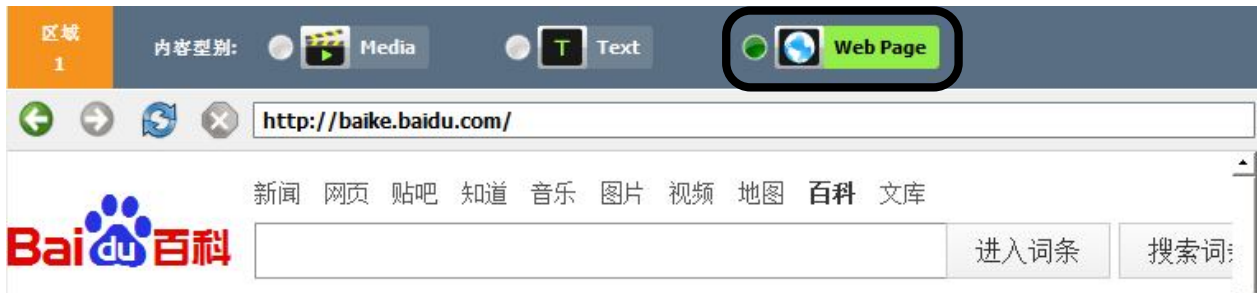 区域
1
内容型别:
Media
T Text
Web Page
http://baike.baidu.com/
新闻 网页 贴吧 知道 音乐 图片 视频 地图 百科 文库
Bai du 百科
进入词条
搜索词